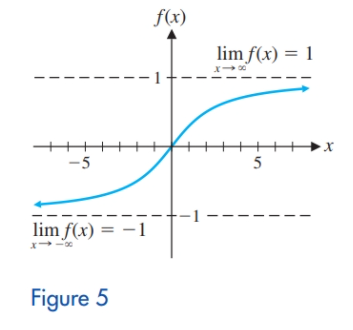 f(x)
lim f(x) = 1
x→∞
1
x
−5
5
−1
lim f(x) = −1
x→−∞
Figure 5